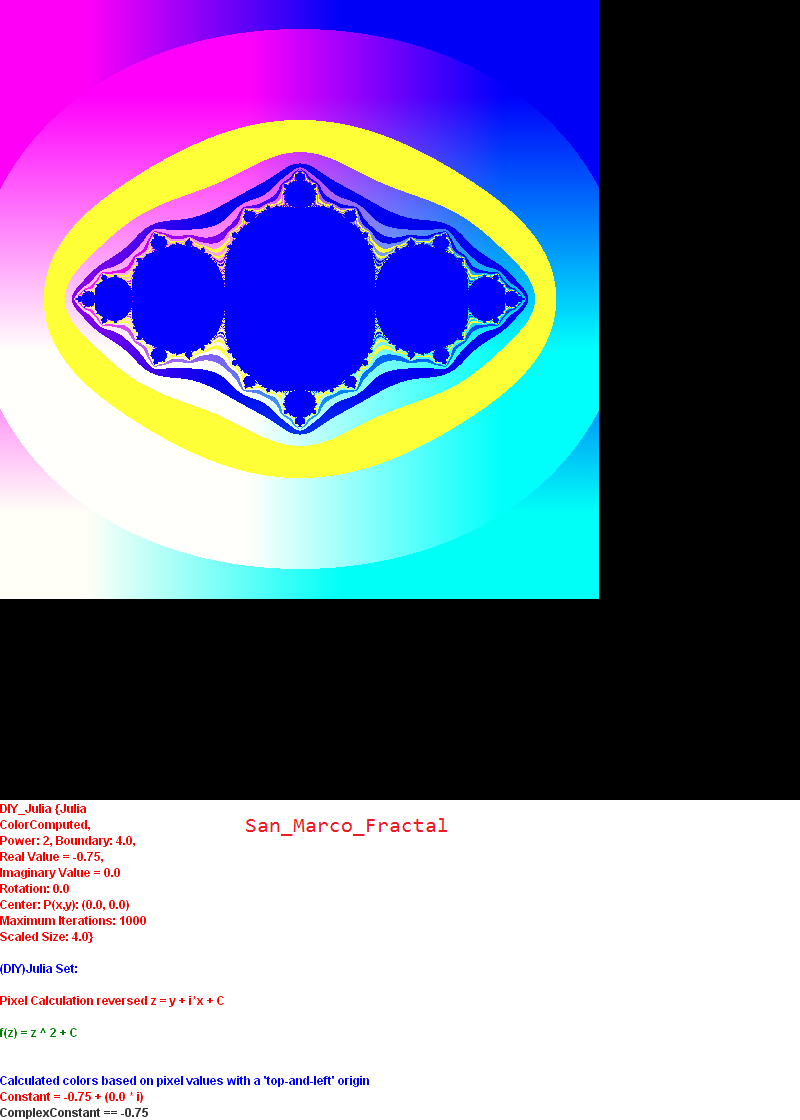 DIY_Julia {Julia
ColorComputed,
San_Marco_Fractal
Power: 2, Boundary: 4.0,
Real Value = -0.75,
Imaginary Value = 0.0
Rotation: 0.0
Center: P(x,y): (0.0, 0.0)
Maximum Iterations: 1000
Scaled Size: 4.0}
(DIY)Julia Set:
Pixel Calculation reversed z = y + i*x + C
f(z) = z ^ 2 + C
Calculated colors based on pixel values with a 'top-and-left' origin
Constant = -0.75 + (0.0 * i)
ComplexConstant == -0.75